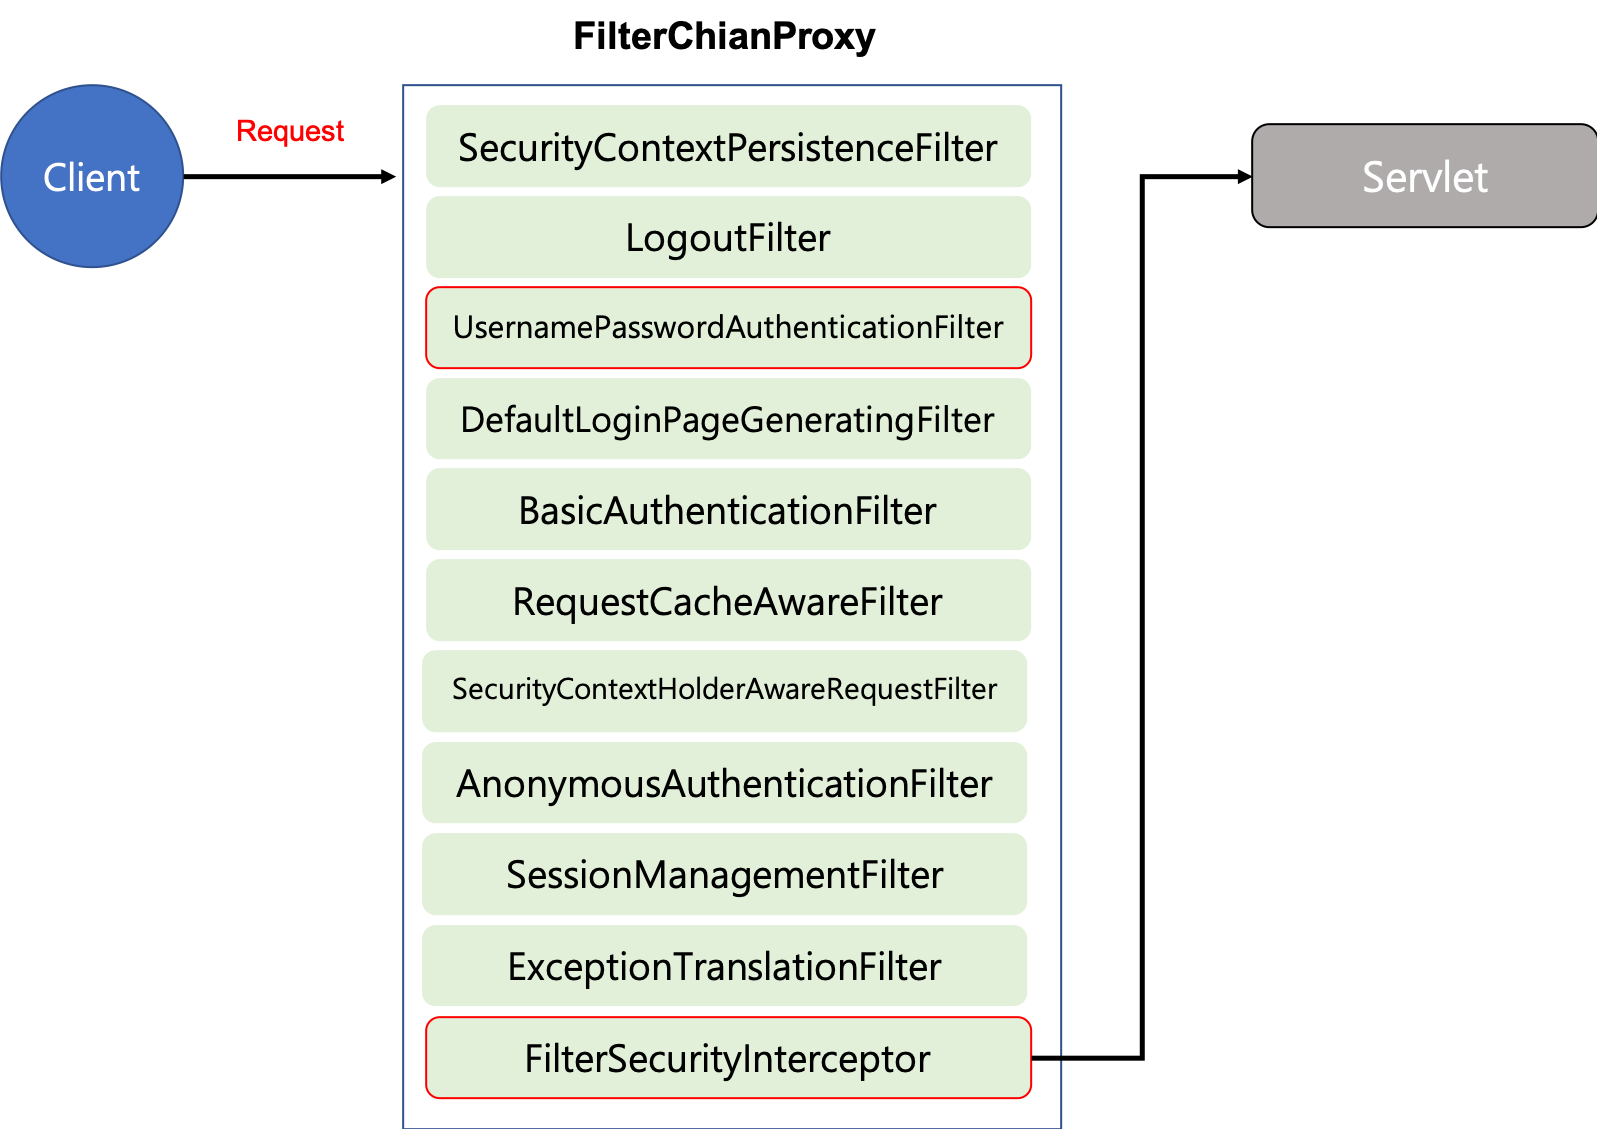 FilterChianProxy
Client
Request
SecurityContextPersistenceFilter
LogoutFilter
UsernamePasswordAuthenticationFilter
DefaultLoginPageGeneratingFilter
BasicAuthenticationFilter
RequestCacheAwareFilter
SecurityContextHolderAwareRequestFilter
AnonymousAuthenticationFilter
SessionManagementFilter
ExceptionTranslationFilter
FilterSecurityInterceptor
Servlet